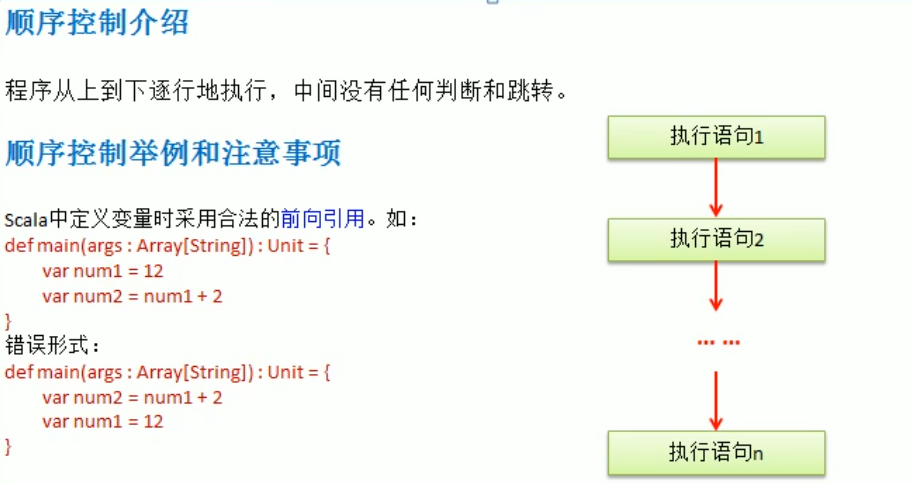 顺序控制介绍
程序从上到下逐行地执行，中间没有任何判断和跳转。
顺序控制举例和注意事项
Scala中定义变量时采用合法的前向引用。如：
def main(args : Array[String]) : Unit = {
var num1 = 12
var num2 = num1 + 2
}
错误形式：
def main(args : Array[String]) : Unit = {
var num2 = num1 + 2
var num1 = 12
}
执行语句1
执行语句2
... ...
执行语句n